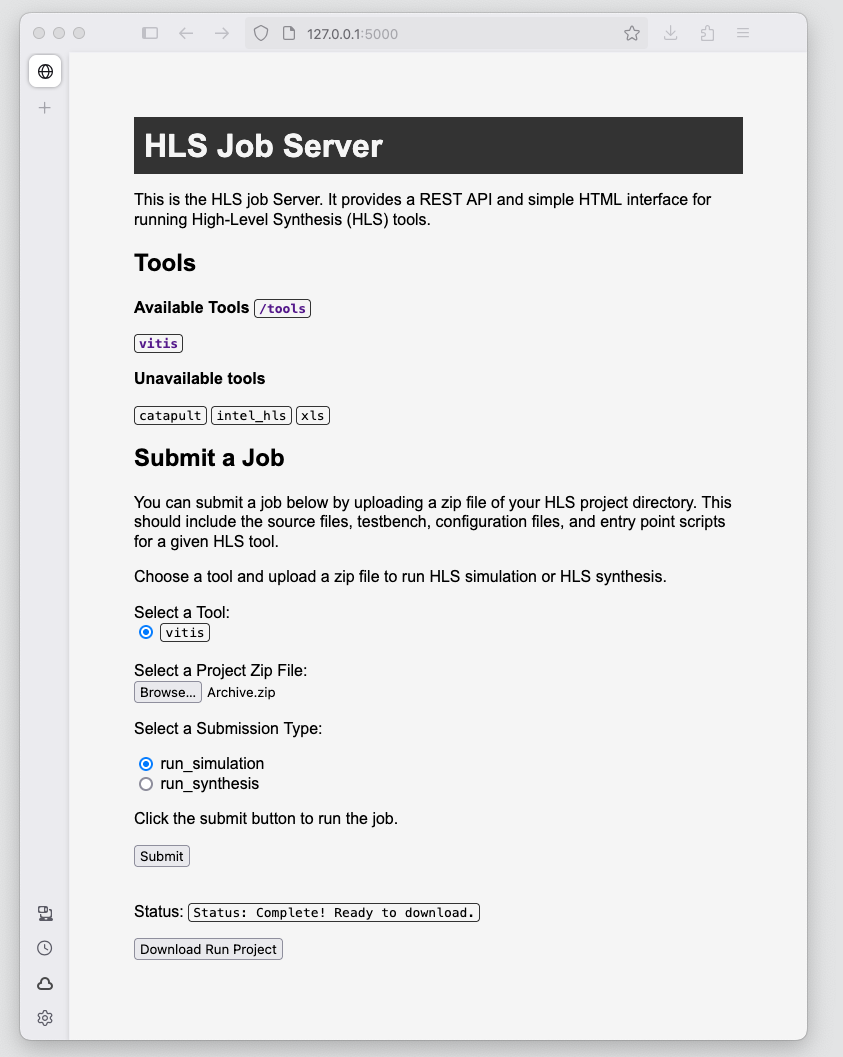 127.0.0.1:5000
HLS Job Server
This is the HLS job Server. It provides a REST API and simple HTML interface for
running High-Level Synthesis (HLS) tools.
Tools
Available Tools /tools
vitis
Unavailable tools
catapult intel_hls xls
Submit a Job
You can submit a job below by uploading a zip file of your HLS project directory. This
should include the source files, testbench, configuration files, and entry point scripts
for a given HLS tool.
Choose a tool and upload a zip file to run HLS simulation or HLS synthesis.
Select a Tool:
vitis
Select a Project Zip File:
Browse... Archive.zip
Select a Submission Type:
run_simulation
run_synthesis
Click the submit button to run the job.
Submit
Status: Status: Complete! Ready to download.
Download Run Project